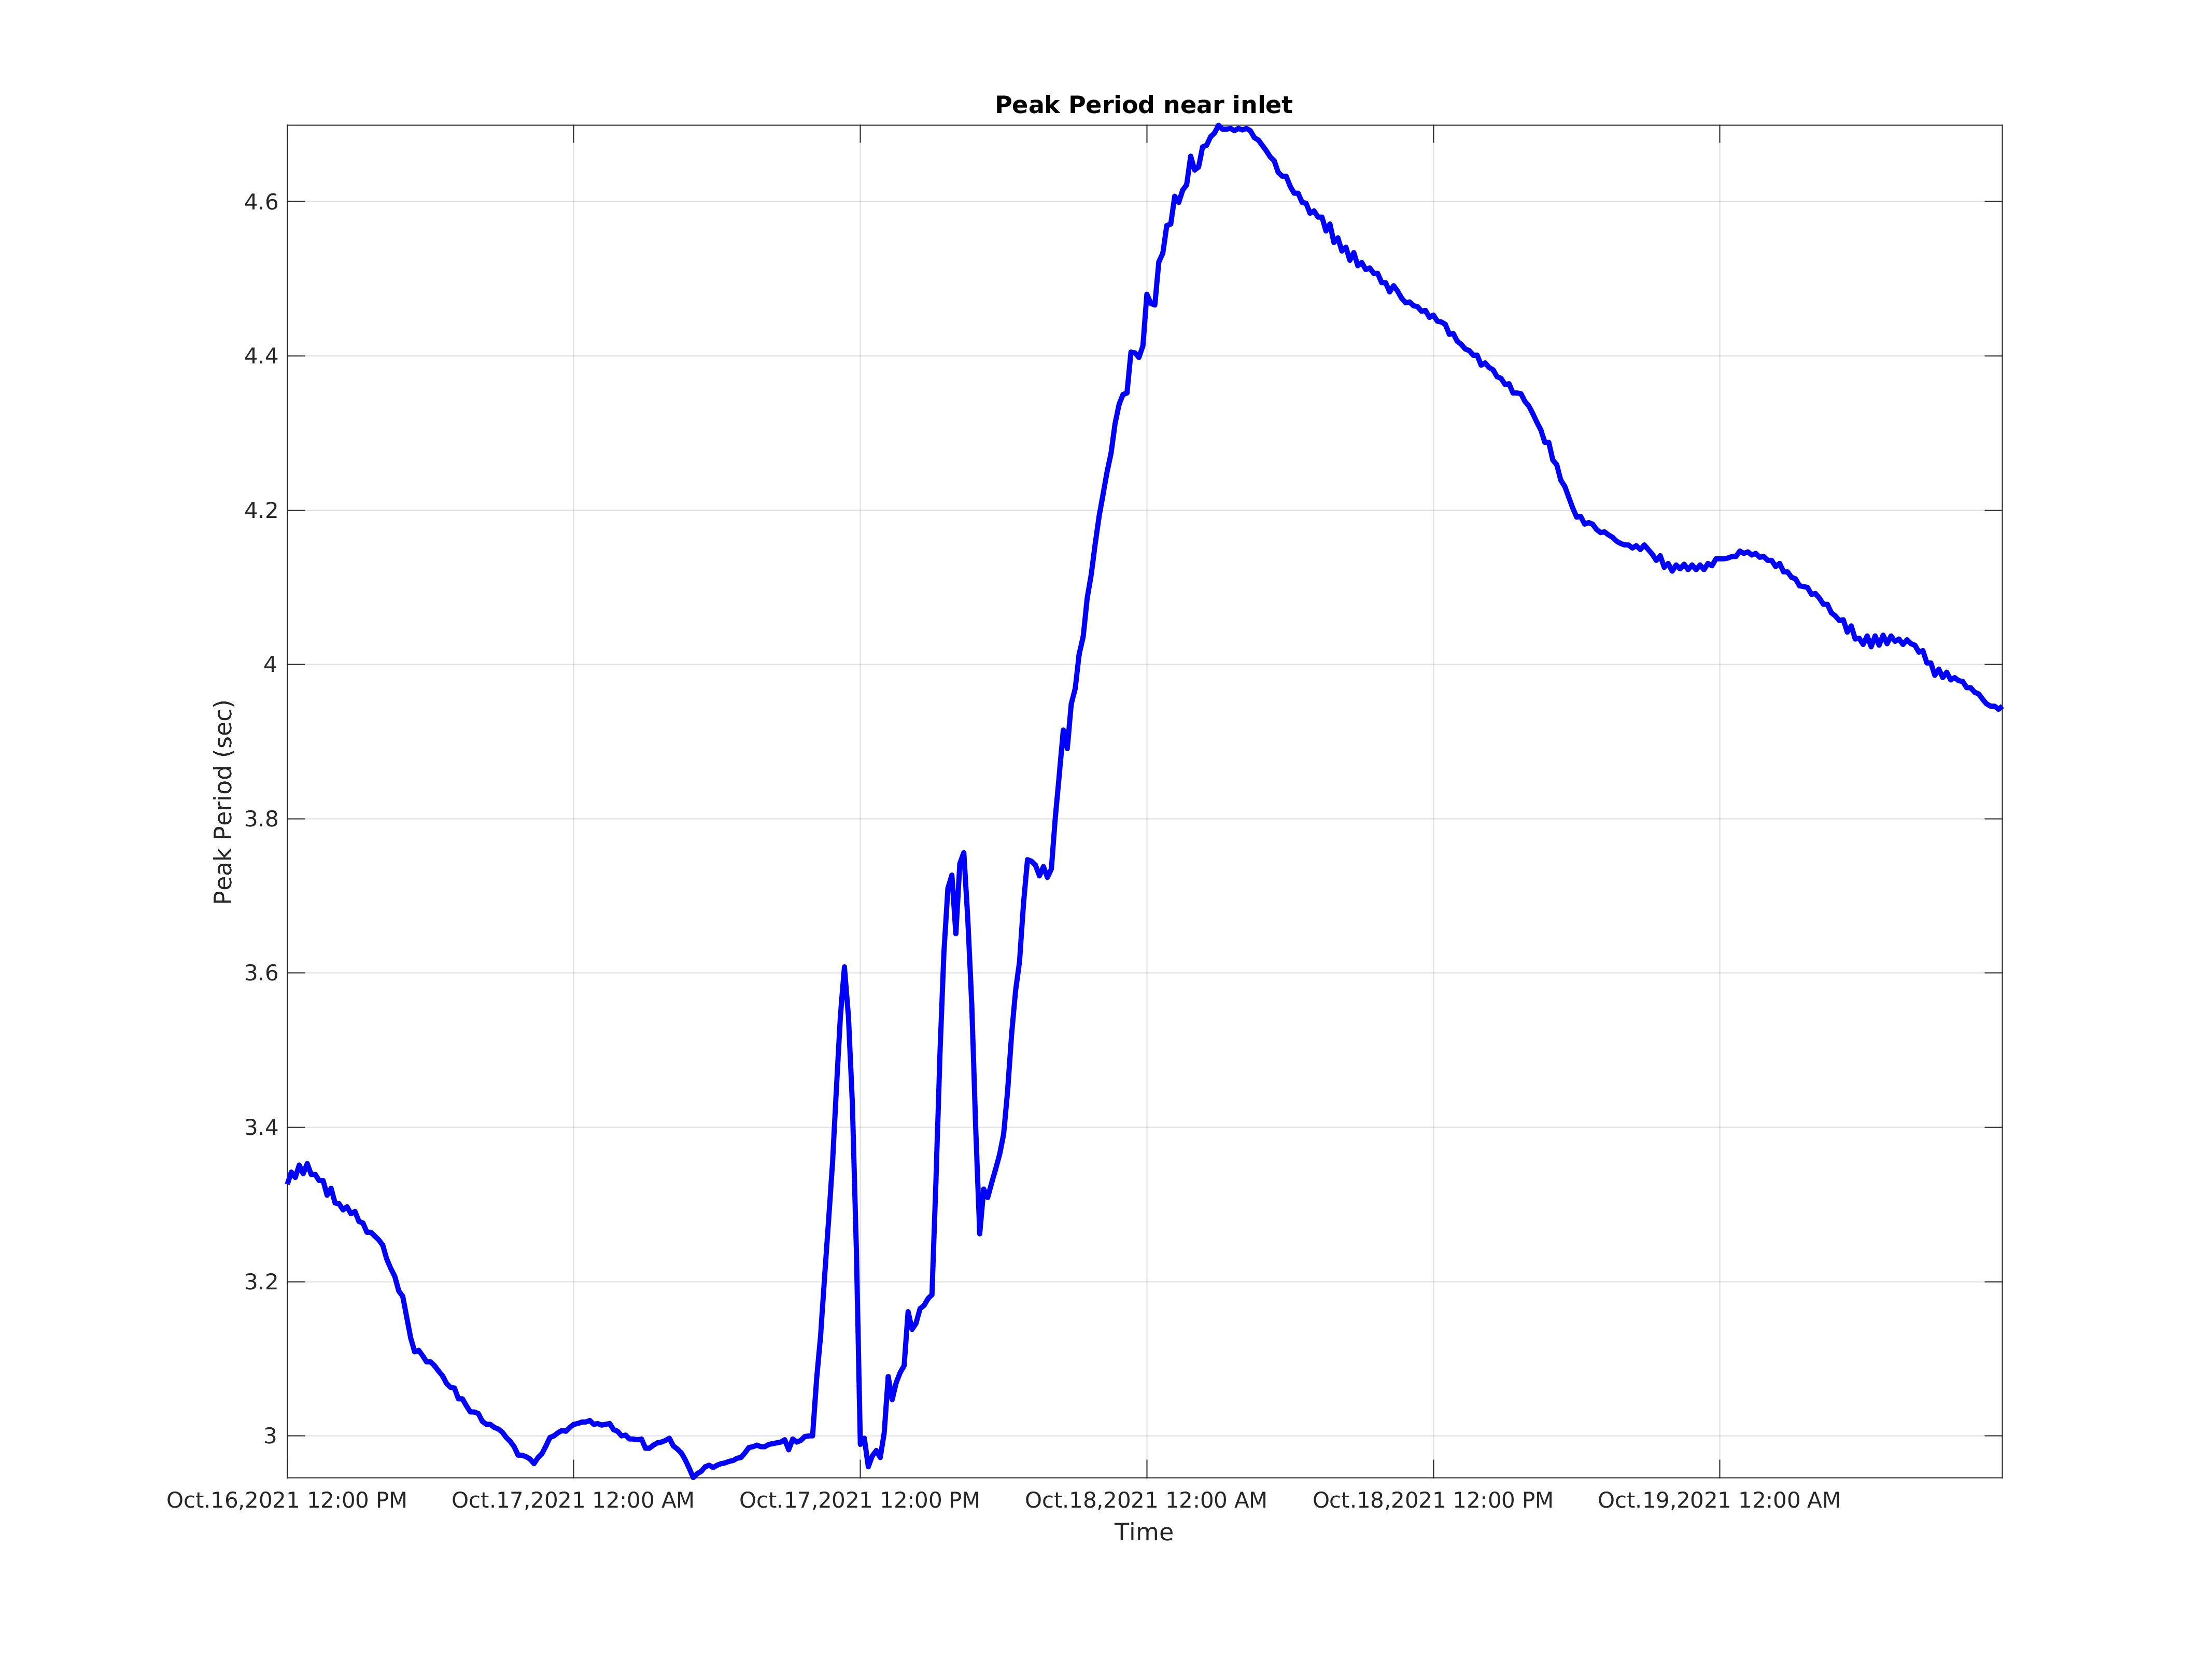 Peak Period near inlet
4.6
4.4
4.2
4
3.8
3.6
3.4
3.2
3
Peak Period (sec)
Oct.16,2021 12:00 PM
Oct.17,2021 12:00 AM
Oct.17,2021 12:00 PM
Oct.18,2021 12:00 AM
Oct.18,2021 12:00 PM
Oct.19,2021 12:00 AM
Time